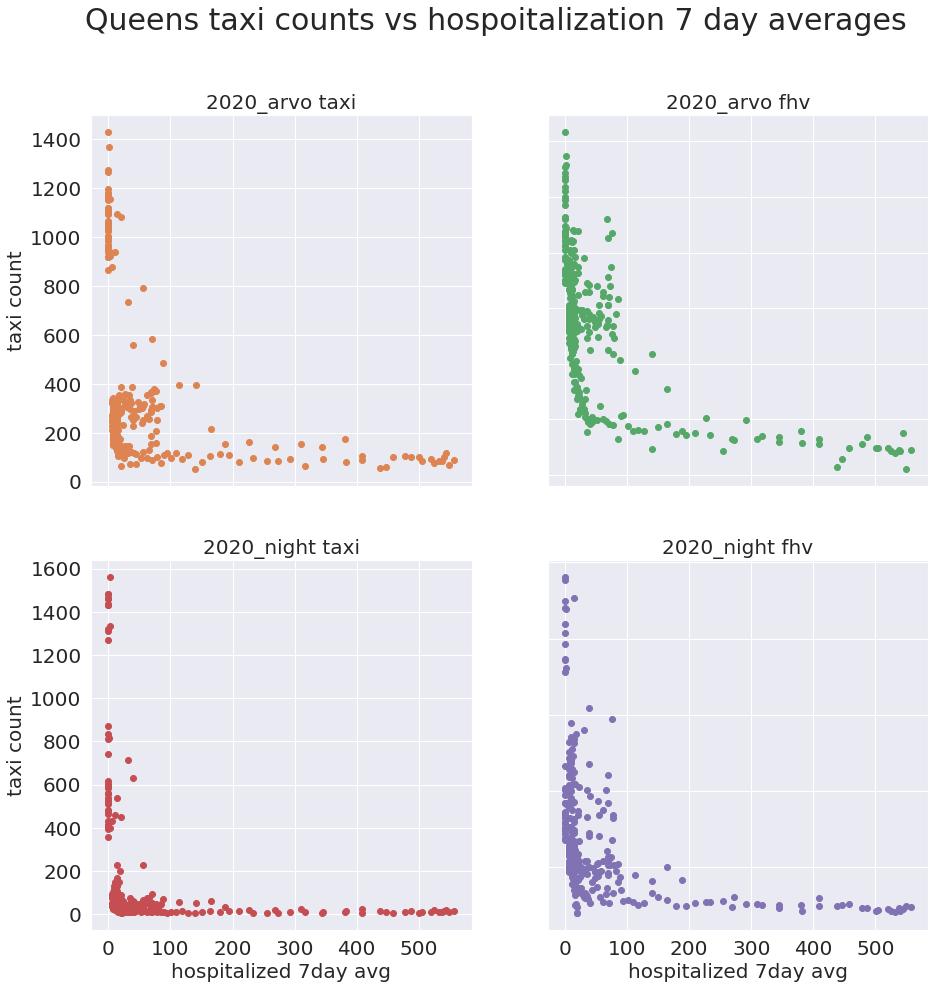 Queens taxi counts vs hospoitalization 7 day averages
2020_arvo taxi
2020_arvo fhv
1400
1200
1000
800
600
400
200
0
taxi count
2020_night taxi
2020_night fhv
1600
1400
1200
1000
800
600
400
200
0
taxi count
0 100 200 300 400 500
0 100 200 300 400 500
hospitalized 7day avg
hospitalized 7day avg